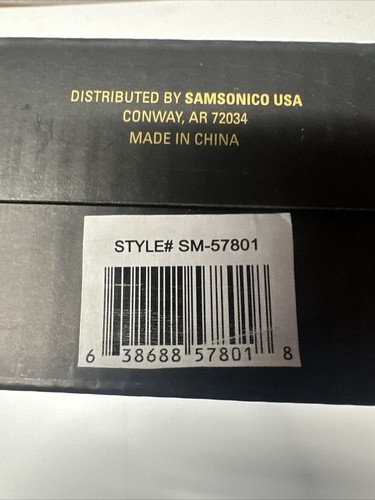 DISTRIBUTED BY SAMSONICO USA
CONWAY, AR 72034
MADE IN CHINA
STYLE# SM-57801
6 38688 57801 8